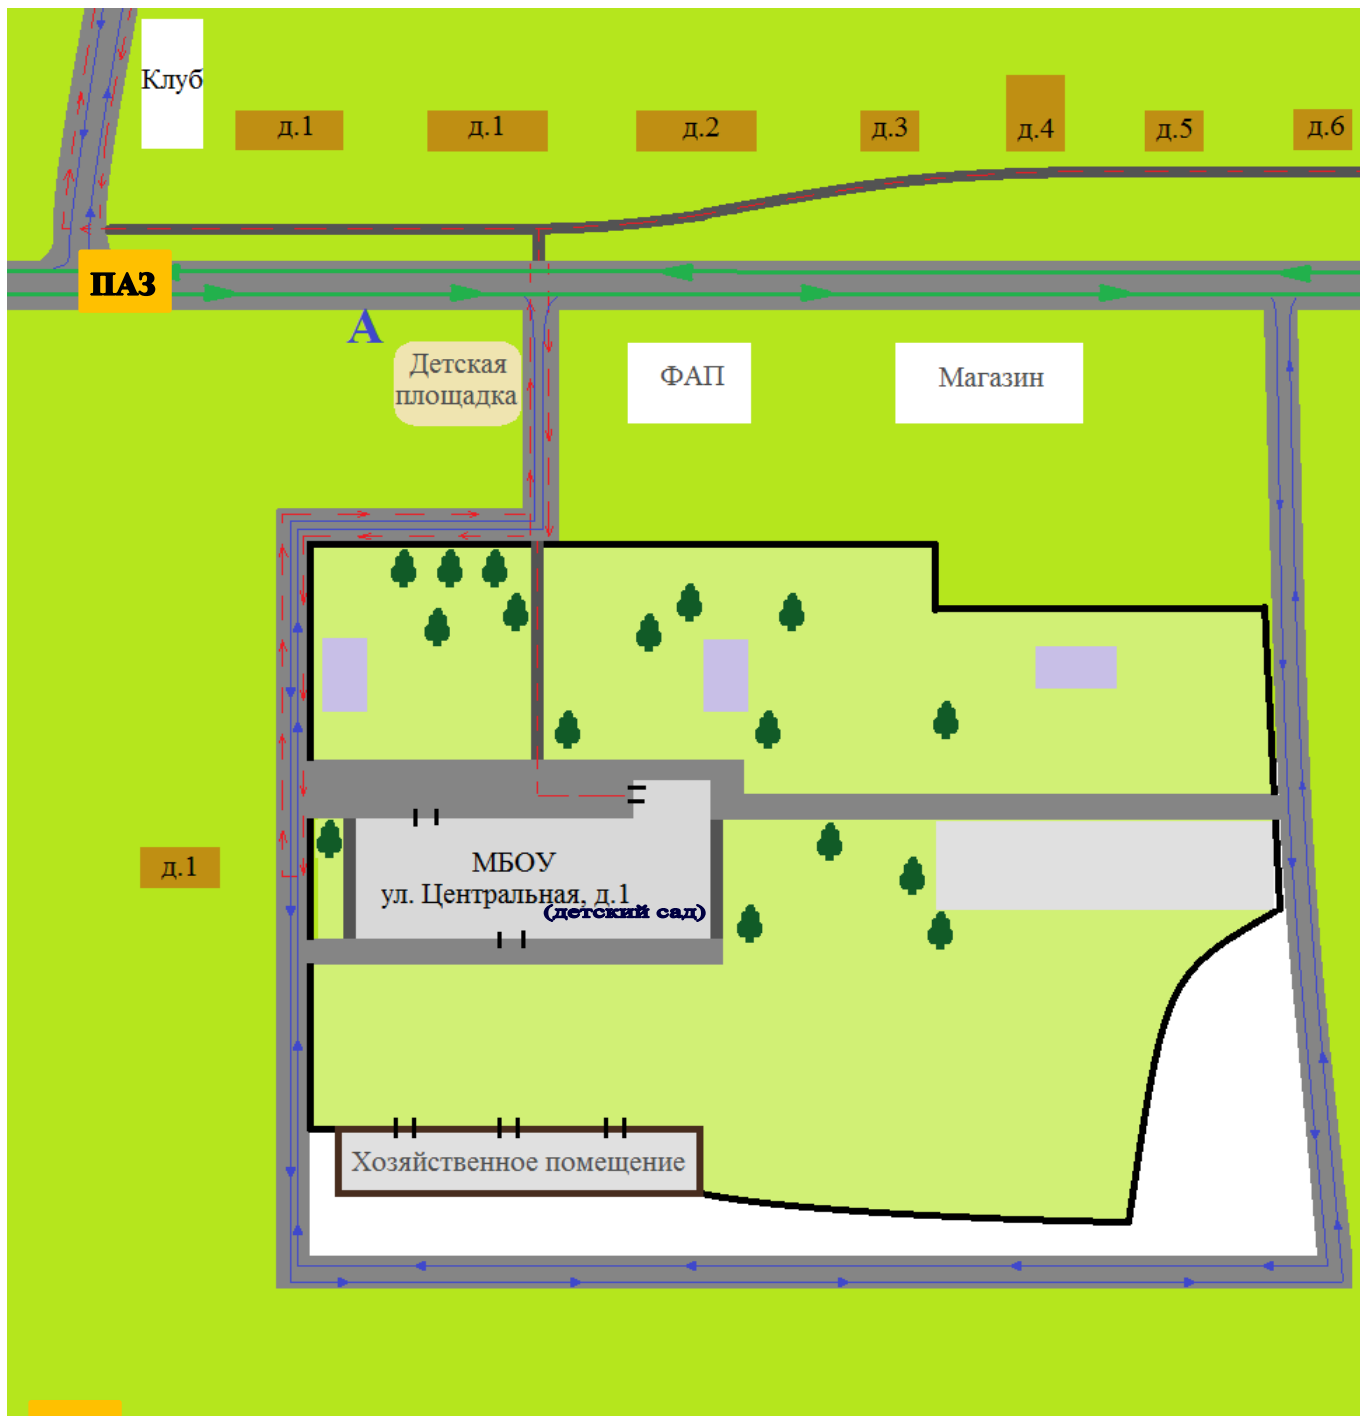 Клуб
д.1
д.1
д.2
д.3
д.4
д.5
д.6
ПАЗ
А
Детская
площадка
ФАП
Магазин
д.1
МБОУ
ул. Центральная, д.1
(детский сад)
Хозяйственное помещение